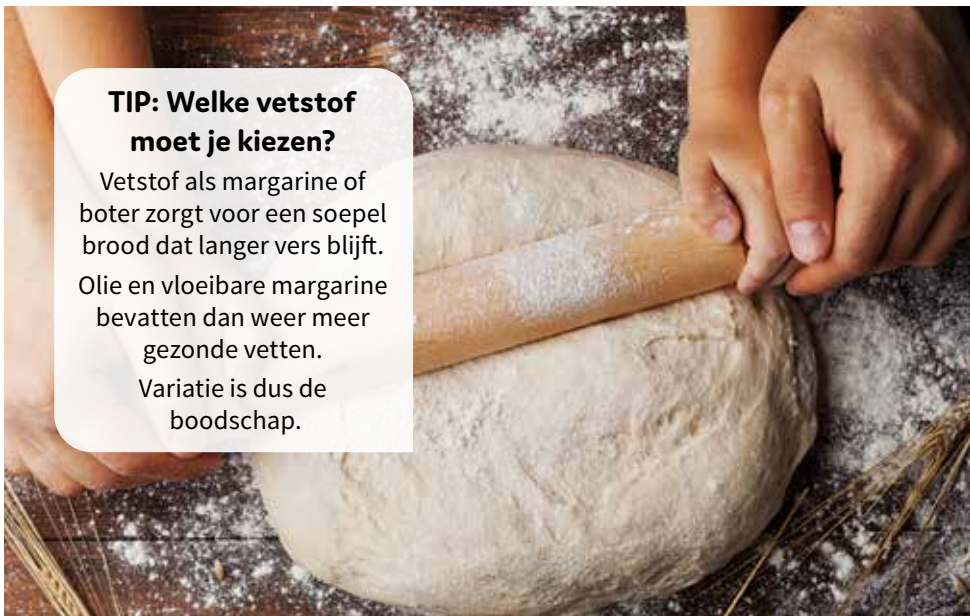 TIP: Welke vetstof
moet je kiezen?
Vetstof als margarine of
boter zorgt voor een soepel
brood dat langer vers blijft.
Olie en vloeibare margarine
bevatten dan weer meer
gezonde vetten.
Variatie is dus de
boodschap.